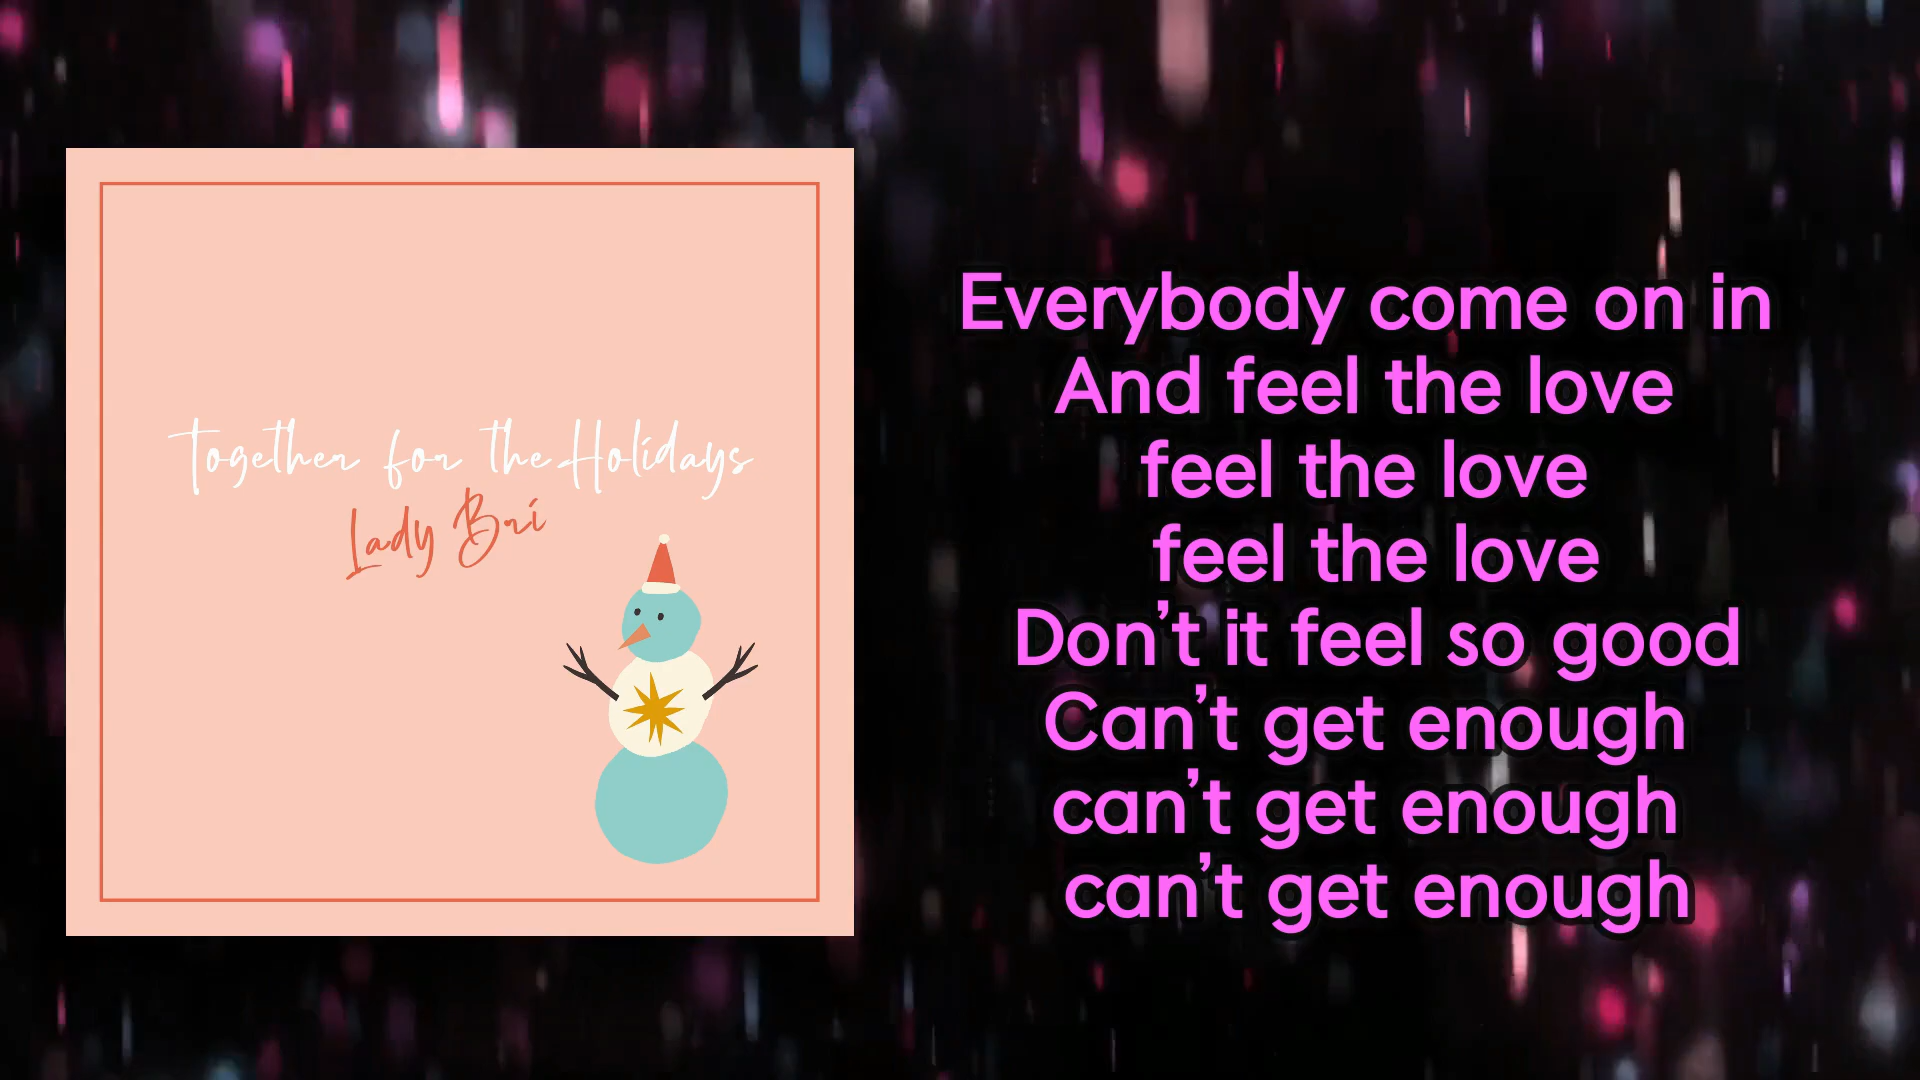 Together for the Holidays
Lady Bri
Everybody come on in
And feel the love
feel the love
feel the love
Don’t it feel so good
Can’t get enough
can’t get enough
can’t get enough